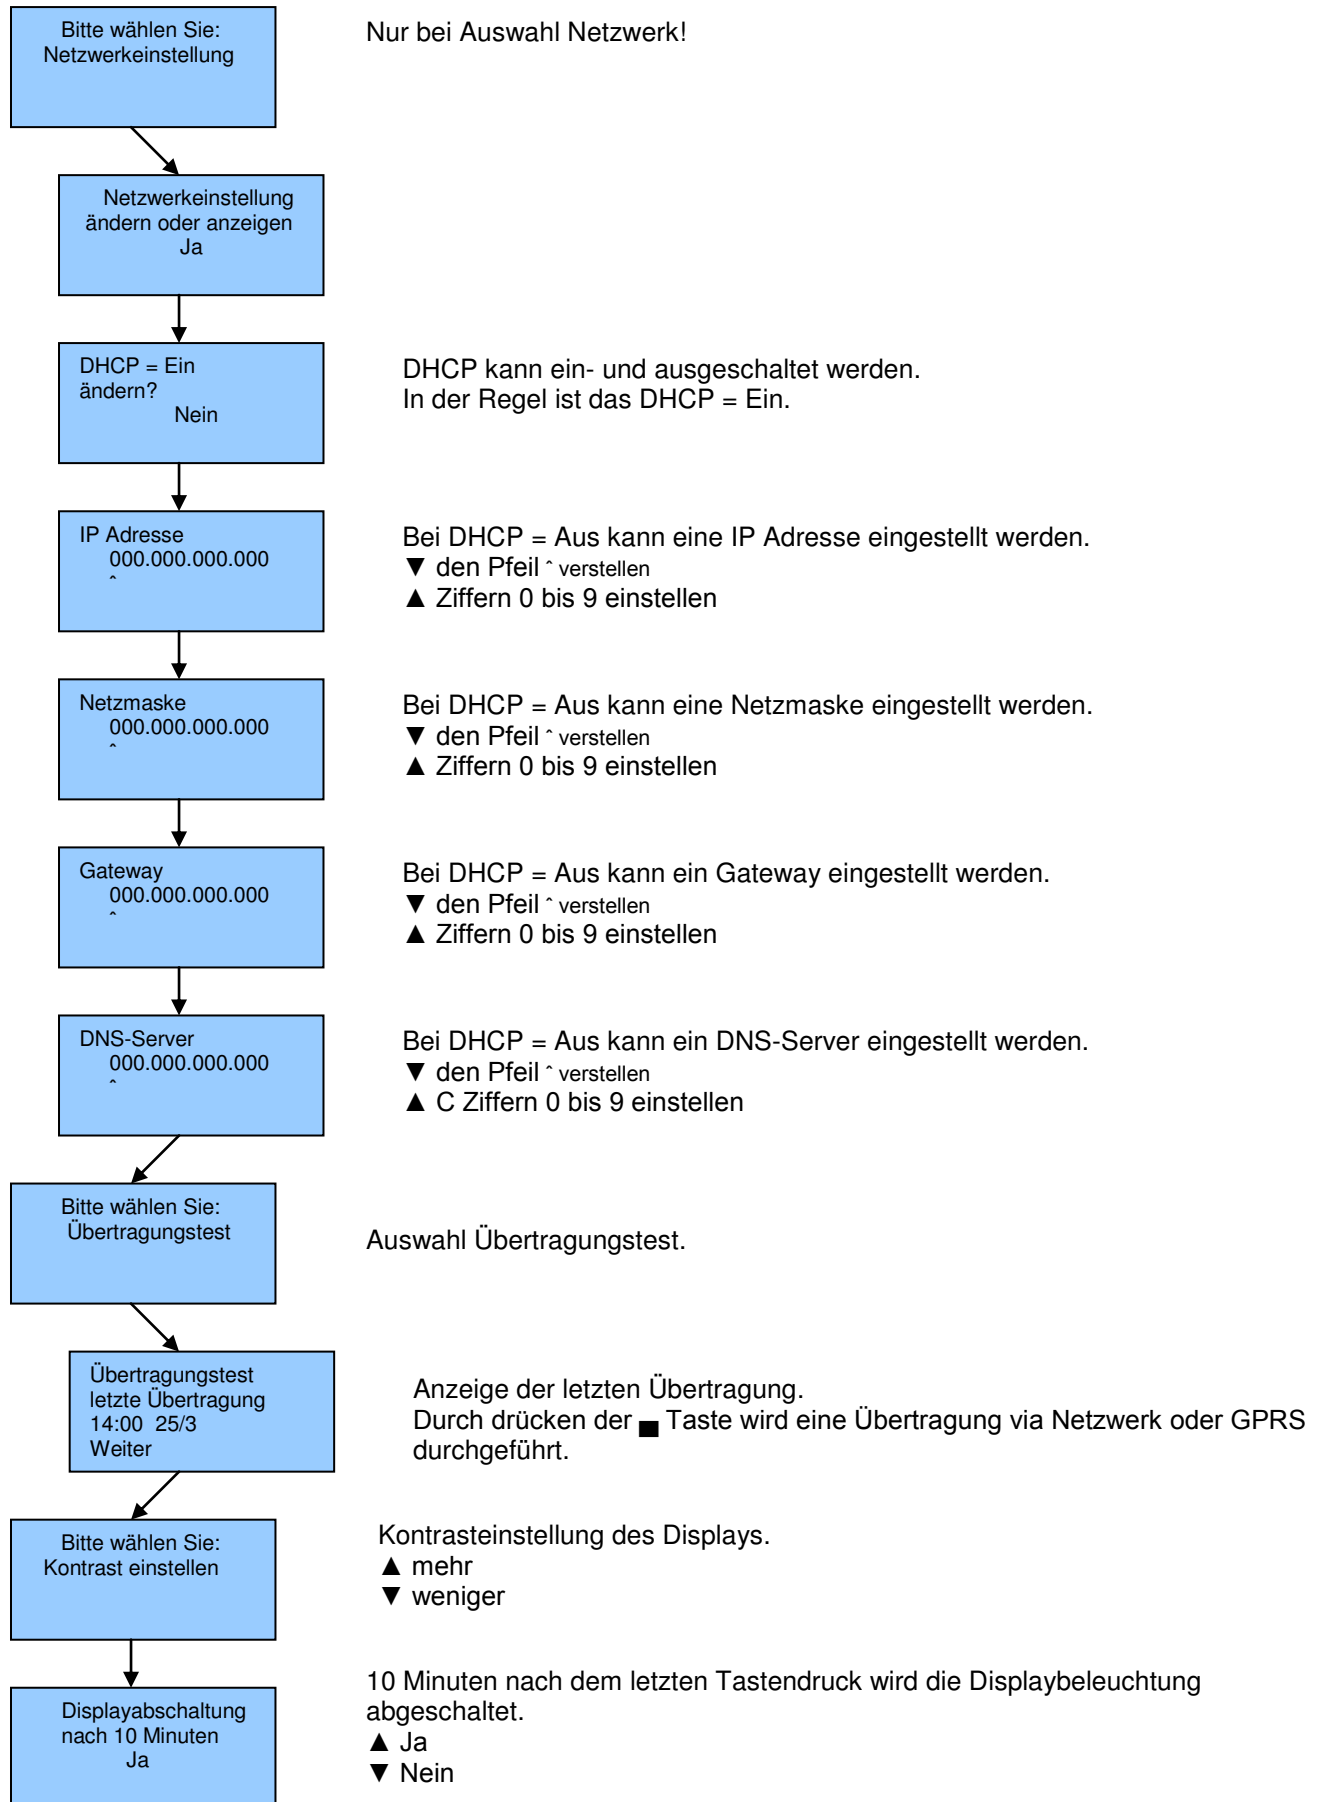 Bitte wählen Sie:
Netzwerkeinstellung
Nur bei Auswahl Netzwerk!
Netzwerkeinstellung
ändern oder anzeigen
Ja
DHCP = Ein
ändern?
Nein
DHCP kann ein- und ausgeschaltet werden.
In der Regel ist das DHCP = Ein.
IP Adresse
000.000.000.000
ˆ
Bei DHCP = Aus kann eine IP Adresse eingestellt werden.
▼ den Pfeil ˆ verstellen
▲ Ziffern 0 bis 9 einstellen
Netzmaske
000.000.000.000
ˆ
Bei DHCP = Aus kann eine Netzmaske eingestellt werden.
▼ den Pfeil ˆ verstellen
▲ Ziffern 0 bis 9 einstellen
Gateway
000.000.000.000
ˆ
Bei DHCP = Aus kann ein Gateway eingestellt werden.
▼ den Pfeil ˆ verstellen
▲ Ziffern 0 bis 9 einstellen
DNS-Server
000.000.000.000
ˆ
Bei DHCP = Aus kann ein DNS-Server eingestellt werden.
▼ den Pfeil ˆ verstellen
▲ C Ziffern 0 bis 9 einstellen
Bitte wählen Sie:
Übertragungstest
Auswahl Übertragungstest.
Übertragungstest
letzte Übertragung
14:00 25/3
Weiter
Anzeige der letzten Übertragung.
Durch drücken der ▄ Taste wird eine Übertragung via Netzwerk oder GPRS
durchgeführt.
Bitte wählen Sie:
Kontrast einstellen
Kontrasteinstellung des Displays.
▲ mehr
▼ weniger
Displayabschaltung
nach 10 Minuten
Ja
10 Minuten nach dem letzten Tastendruck wird die Displaybeleuchtung
abgeschaltet.
▲ Ja
▼ Nein